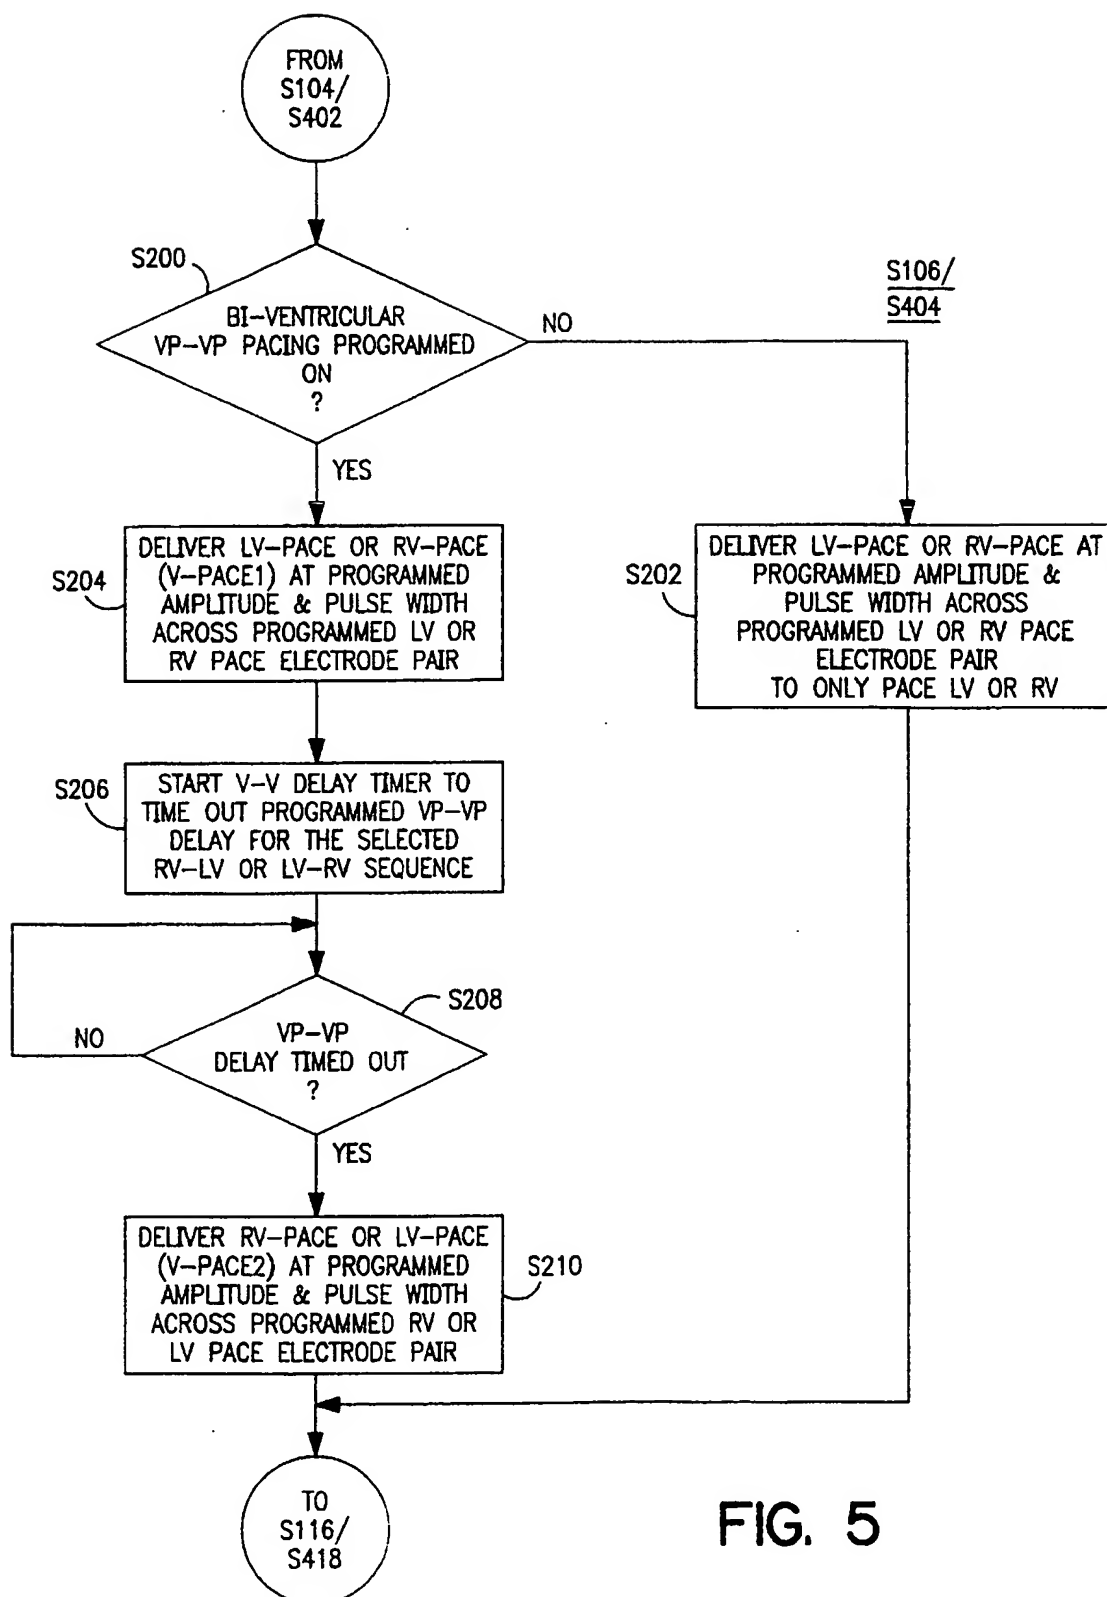 FROM
S104/
S402
S200
BI-VENTRICULAR
VP-VP PACING PROGRAMMED
ON
?
NO
S106/
S404
YES
S204
DELIVER LV-PACE OR RV-PACE
(V-PACE1) AT PROGRAMMED
AMPLITUDE & PULSE WIDTH
ACROSS PROGRAMMED LV OR
RV PACE ELECTRODE PAIR
S202
DELIVER LV-PACE OR RV-PACE AT
PROGRAMMED AMPLITUDE &
PULSE WIDTH ACROSS
PROGRAMMED LV OR RV PACE
ELECTRODE PAIR
TO ONLY PACE LV OR RV
S206
START V-V DELAY TIMER TO
TIME OUT PROGRAMMED VP-VP
DELAY FOR THE SELECTED
RV-LV OR LV-RV SEQUENCE
S208
NO
VP-VP
DELAY TIMED OUT
?
YES
DELIVER RV-PACE OR LV-PACE
(V-PACE2) AT PROGRAMMED
AMPLITUDE & PULSE WIDTH
ACROSS PROGRAMMED RV OR
LV PACE ELECTRODE PAIR
S210
TO
S116/
S418
FIG. 5